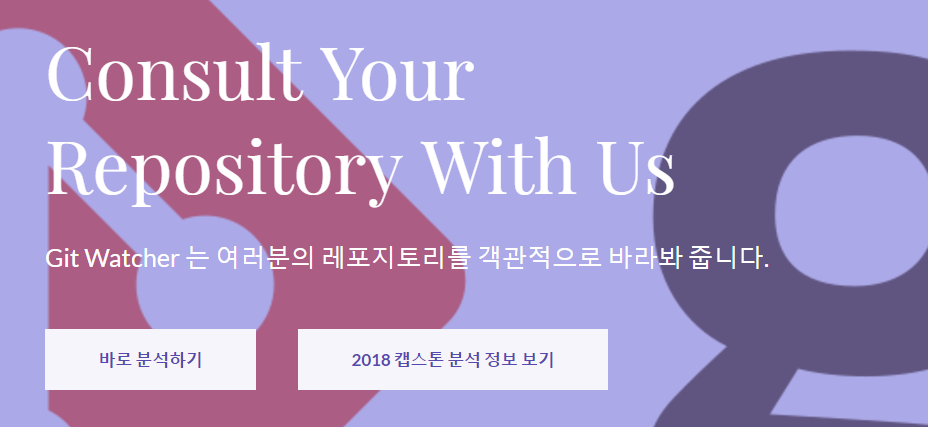 Consult Your
Repository With Us
Git Watcher 는 여러분의 레포지토리를 객관적으로 바라봐 줍니다.
바로 분석하기
2018 캡스톤 분석 정보 보기